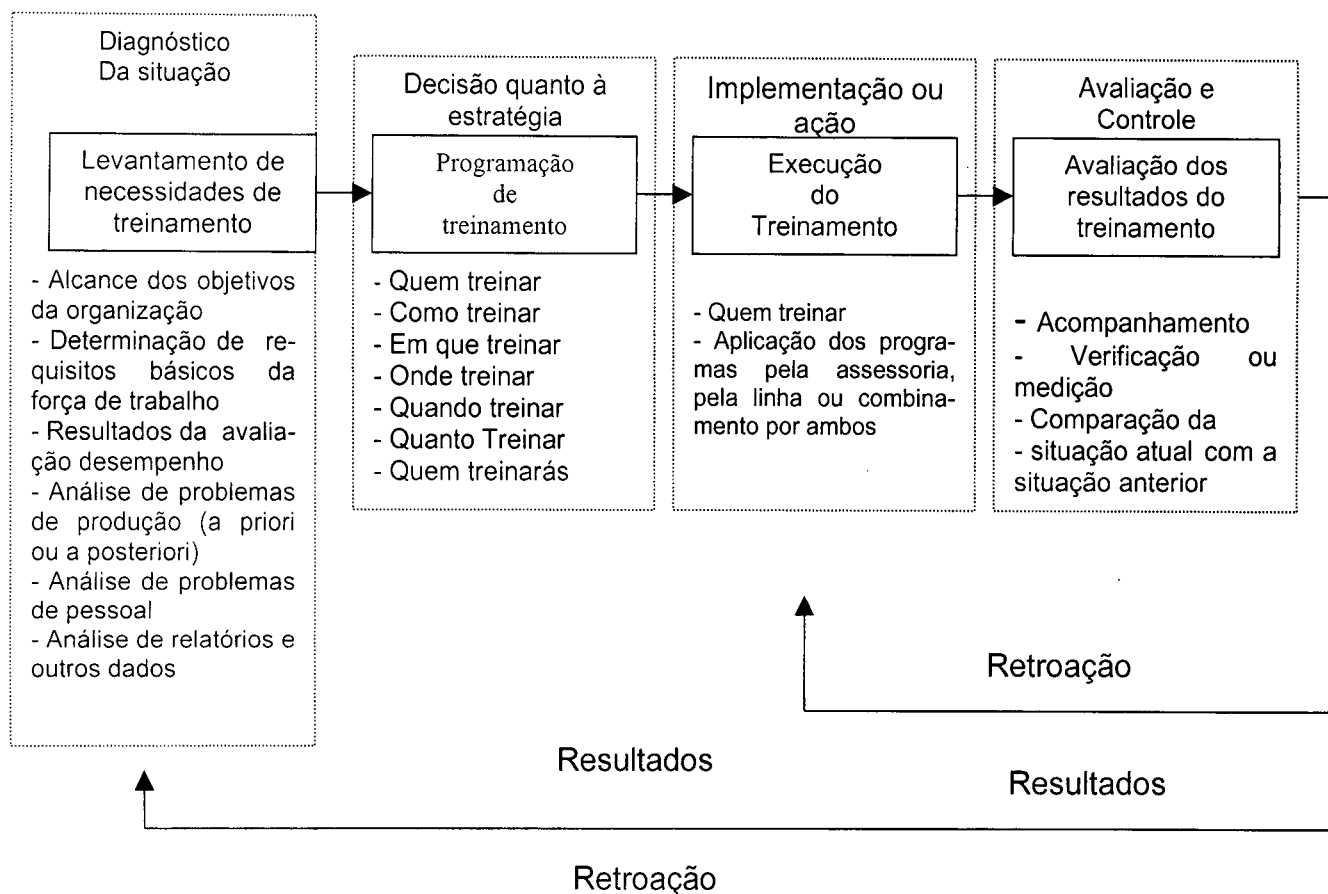 Diagnóstico
Da situação
Levantamento de
necessidades de
treinamento
- Alcance dos objetivos
da organização
- Determinação de re-
quisitos básicos da
força de trabalho
- Resultados da avalia-
ção desempenho
- Análise de problemas
de produção (a priori
ou a posteriori)
- Análise de problemas
de pessoal
- Análise de relatórios e
outros dados
Decisão quanto à
estratégia
Programação
de
treinamento
- Quem treinar
- Como treinar
- Em que treinar
- Onde treinar
- Quando treinar
- Quanto Treinar
- Quem treinarás
Implementação ou
ação
Execução
do
Treinamento
- Quem treinar
- Aplicação dos progra-
mas pela assessoria,
pela linha ou combina-
mento por ambos
Avaliação e
Controle
Avaliação dos
resultados do
treinamento
- Acompanhamento
- Verificação ou
medição
- Comparação da
- situação atual com a
situação anterior
Retroação
Resultados
Resultados
Retroação